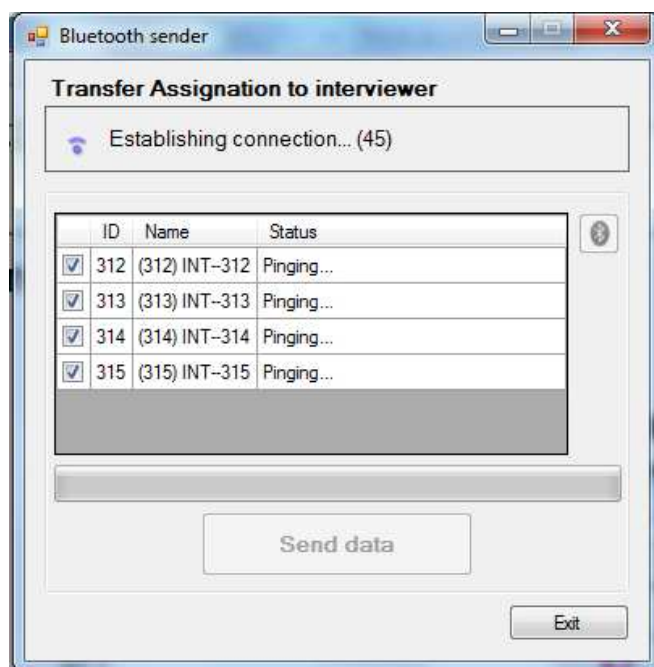 Bluetooth sender
Transfer Assignation to interviewer
Establishing connection... (45)
ID Name Status
312 (312) INT--312 Pinging...
313 (313) INT--313 Pinging...
314 (314) INT--314 Pinging...
315 (315) INT--315 Pinging...
Send data
Exit